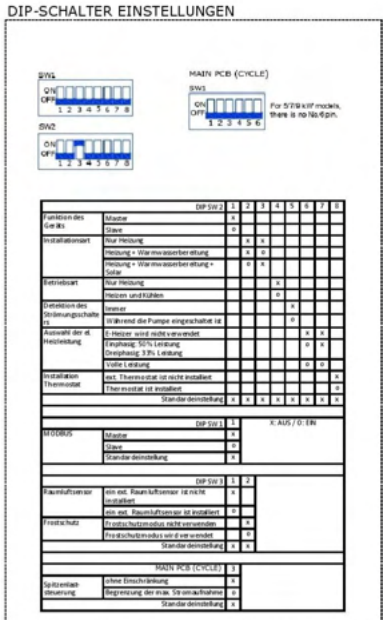 DIP-SCHALTER EINSTELLUNGEN
SW1
ON
OFF
1 2 3 4 5 6 7 8
MAIN PCB (CYCLE)
SW1
ON
OFF
1 2 3 4 5 6
For 5/7/9 kW models,
there is no No.6 pin.
SW2
ON
OFF
1 2 3 4 5 6 7 8
DIP SW 2 1 2 3 4 5 6 7 8
Funktion des Geräts Master x
Slave o
Installationsart Nur Heizung x x
Heizung + Warmwasserbereitung x o
Heizung + Warmwasserbereitung + Solar o x
Betriebsart Nur Heizung x
Heizen und Kühlen o
Detektion des Strömungsschalters Immer x
Während die Pumpe eingeschaltet ist o
Auswahl der el. Heizleistung E-Heizer wird nicht verwendet x x
Einphasig: 50% Leistung
Dreiphasig: 33% Leistung o x
Volle Leistung o o
Installation Thermostat ext. Thermostat ist nicht installiert x
Thermostat ist installiert o
Standardeinstellung x x x x x x x x
DIP SW 1 1 X: AUS / O: EIN
MODBUS Master x
Slave o
Standardeinstellung x
DIP SW 3 1 2
Raumluftsensor ein ext. Raumluftsensor ist nicht installiert x
ein ext. Raumluftsensor ist installiert o
Frostschutz Frostschutzmodus nicht verwenden x
Frostschutzmodus wird verwendet o
Standardeinstellung x x
MAIN PCB (CYCLE) 3
Spitzenlast-
steuerung ohne Einschränkung x
Begrenzung der max. Stromaufnahme o
Standardeinstellung x